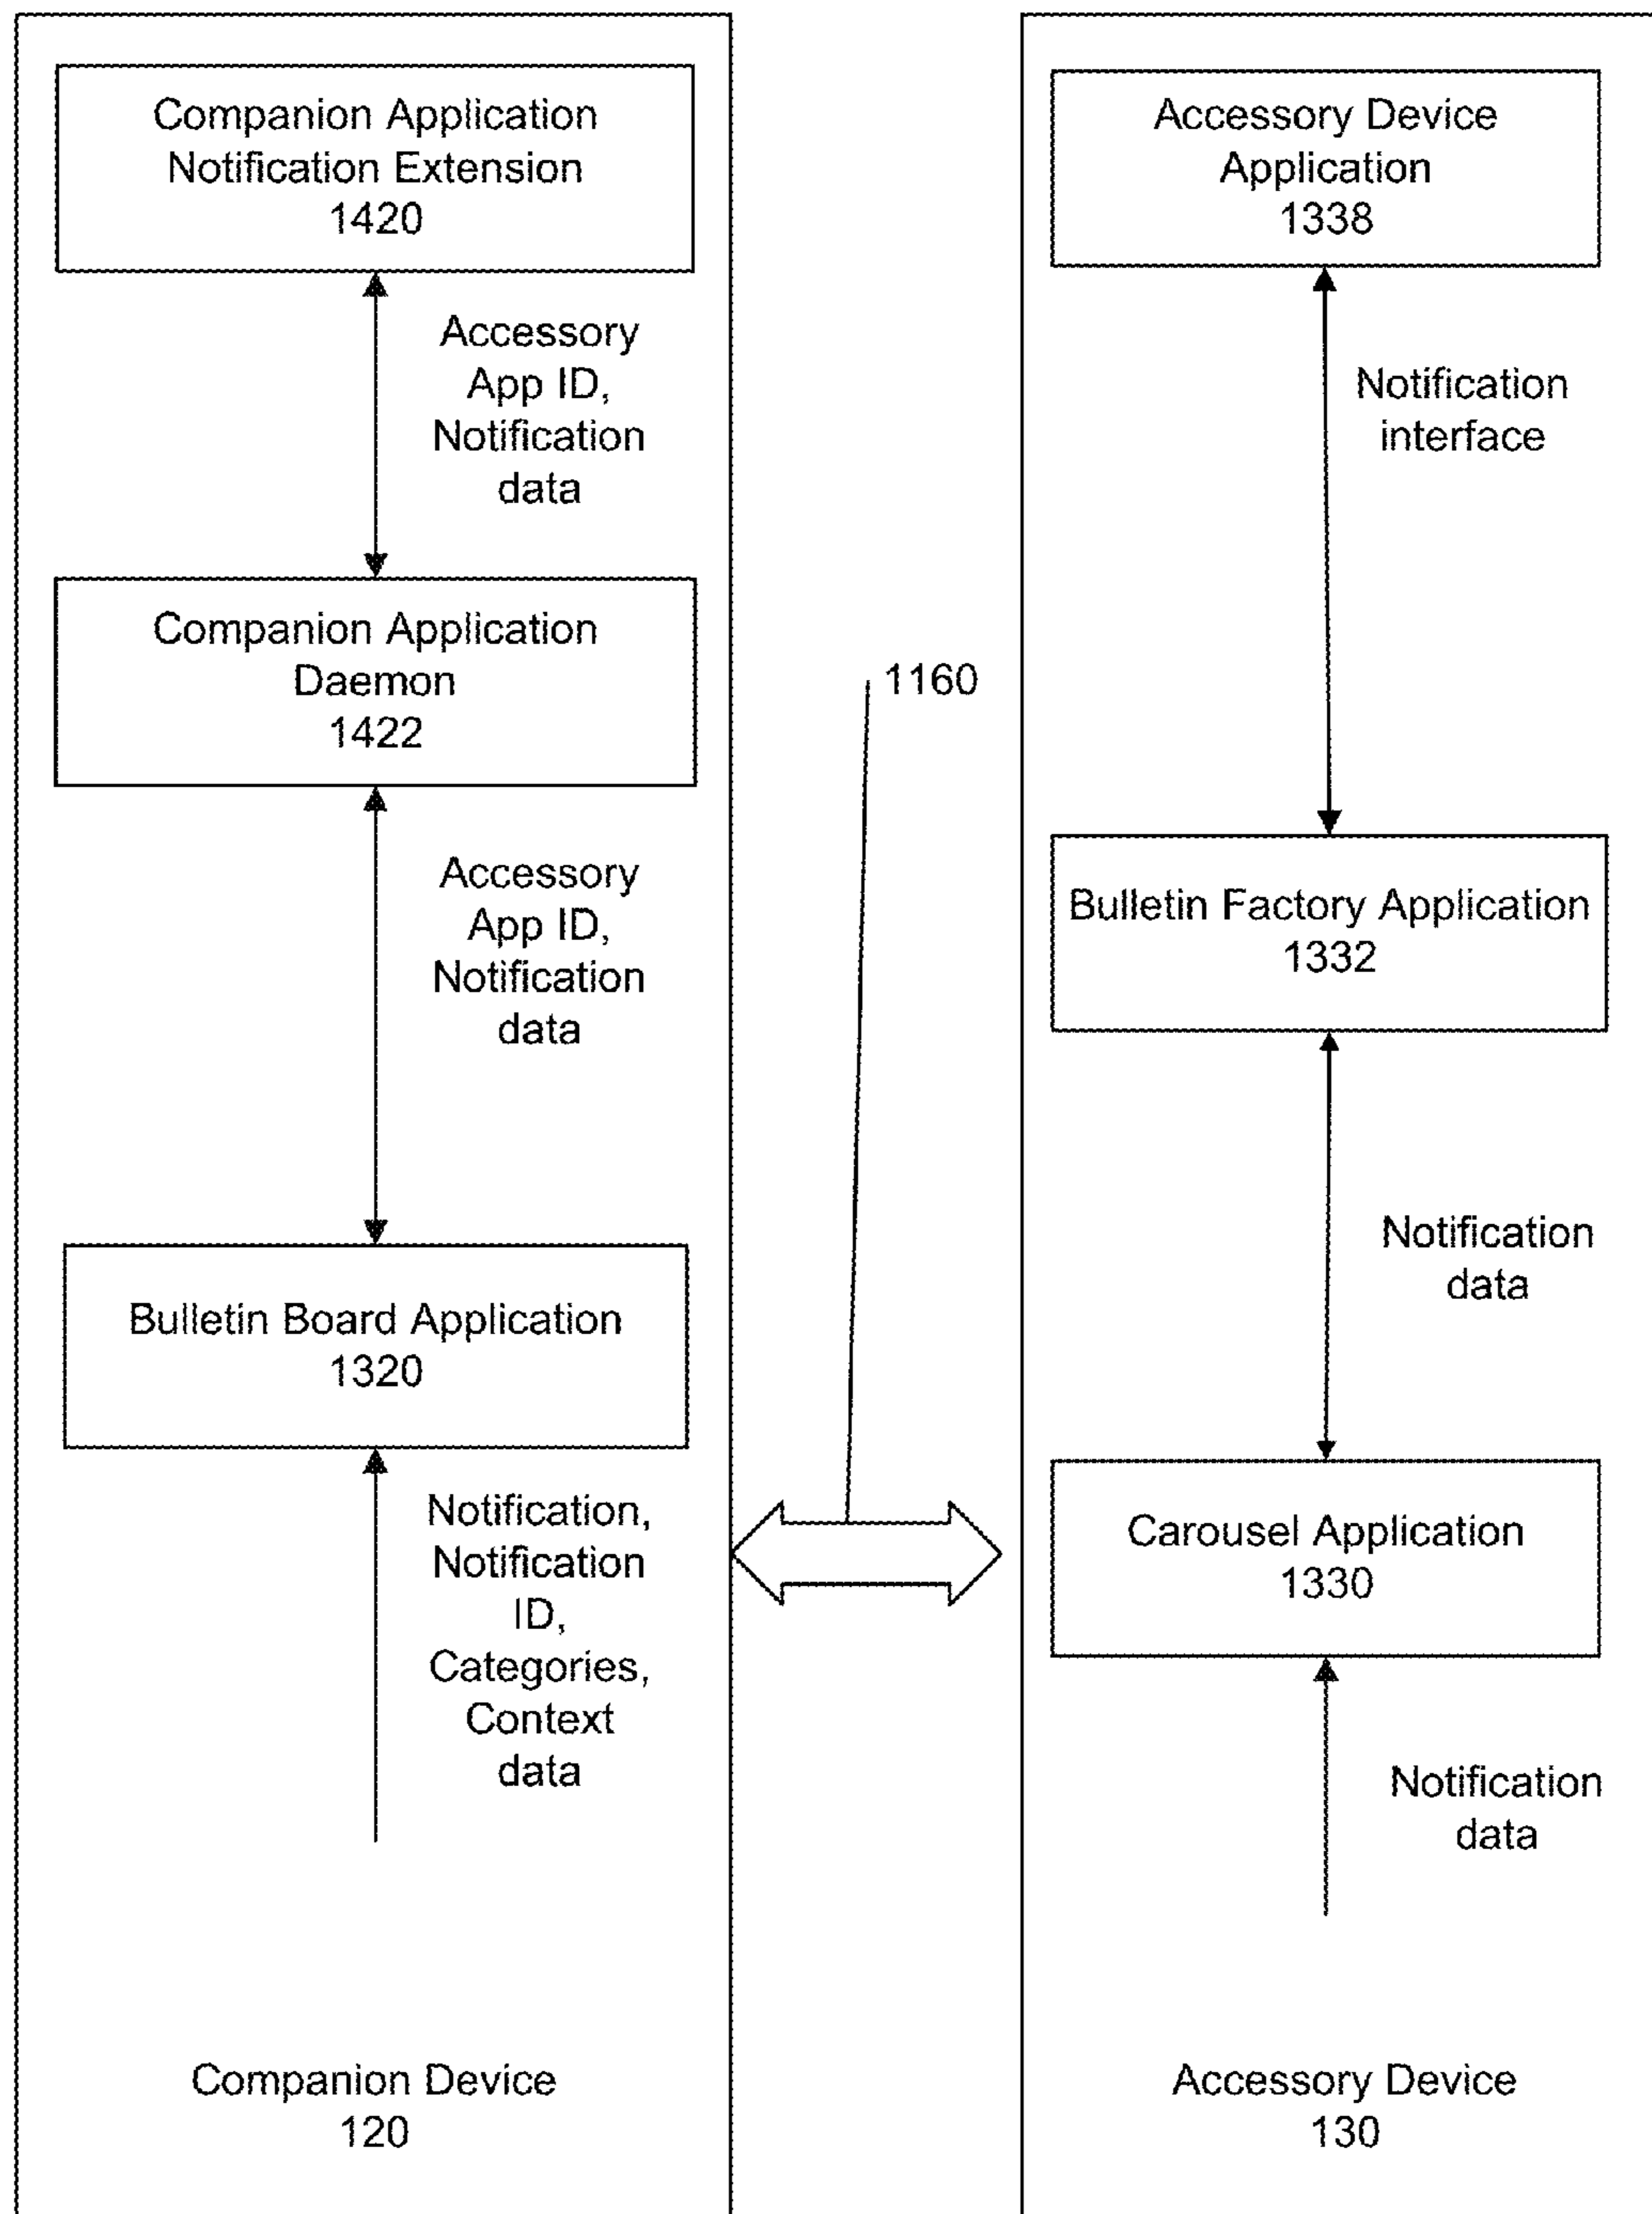 Companion Application
Notification Extension
1420
Accessory
App ID,
Notification
data
Companion Application
Daemon
1422
Accessory
App ID,
Notification
data
Bulletin Board Application
1320
Notification,
Notification
ID,
Categories,
Context
data
Companion Device
120
1160
Accessory Device
Application
1338
Notification
interface
Bulletin Factory Application
1332
Notification
data
Carousel Application
1330
Notification
data
Accessory Device
130